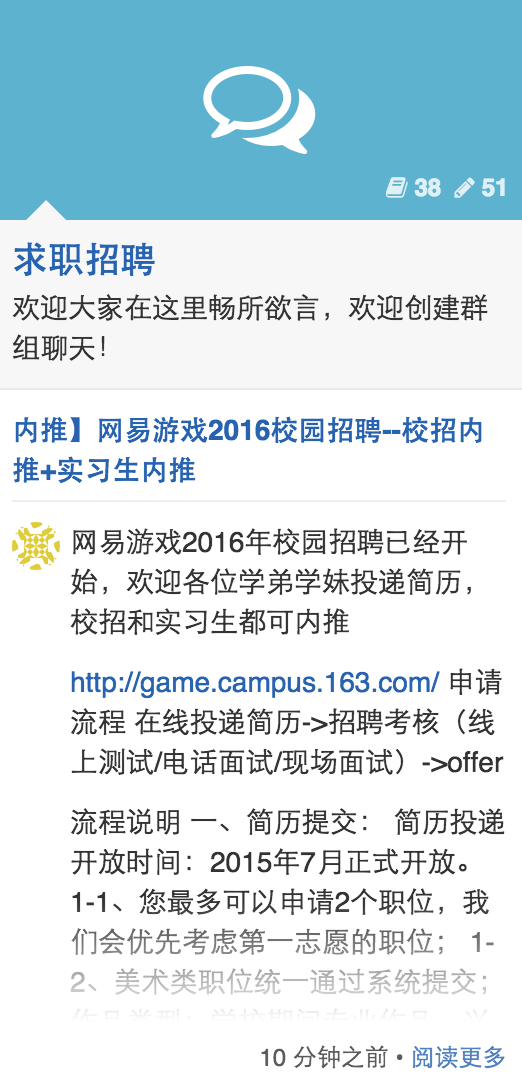 38 51
求职招聘
欢迎大家在这里畅所欲言，欢迎创建群
组聊天！
内推】网易游戏2016校园招聘--校招内
推+实习生内推
网易游戏2016年校园招聘已经开
始，欢迎各位学弟学妹投递简历，
校招和实习生都可内推
http://game.campus.163.com/ 申请
流程 在线投递简历->招聘考核（线
上测试/电话面试/现场面试）->offer
流程说明 一、简历提交： 简历投递
开放时间：2015年7月正式开放。
1-1、您最多可以申请2个职位，我
们会优先考虑第一志愿的职位； 1-
2、美术类职位统一通过系统提交；
10 分钟之前 • 阅读更多